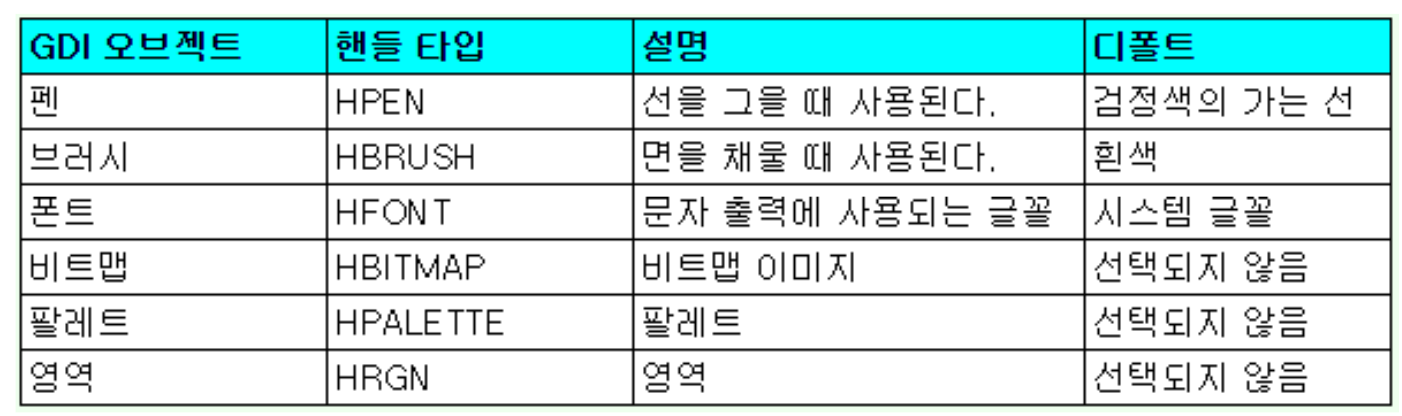 GDI 오브젝트 핸들 타입 설명 디폴트
펜 HPEN 선을 그을 때 사용된다. 검정색의 가는 선
브러시 HBRUSH 면을 채울 때 사용된다. 흰색
폰트 HFONT 문자 출력에 사용되는 글꼴 시스템 글꼴
비트맵 HBITMAP 비트맵 이미지 선택되지 않음
팔레트 HPALETTE 팔레트 선택되지 않음
영역 HRGN 영역 선택되지 않음